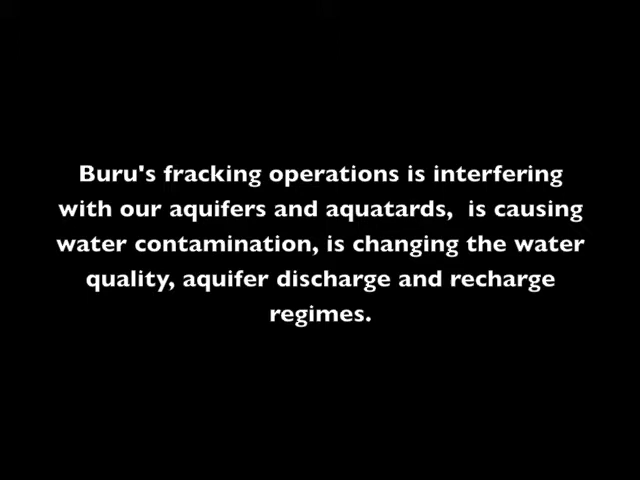 Buru's fracking operations is interfering
with our aquifers and aquatards,  is causing
water contamination, is changing the water
quality, aquifer discharge and recharge
regimes.